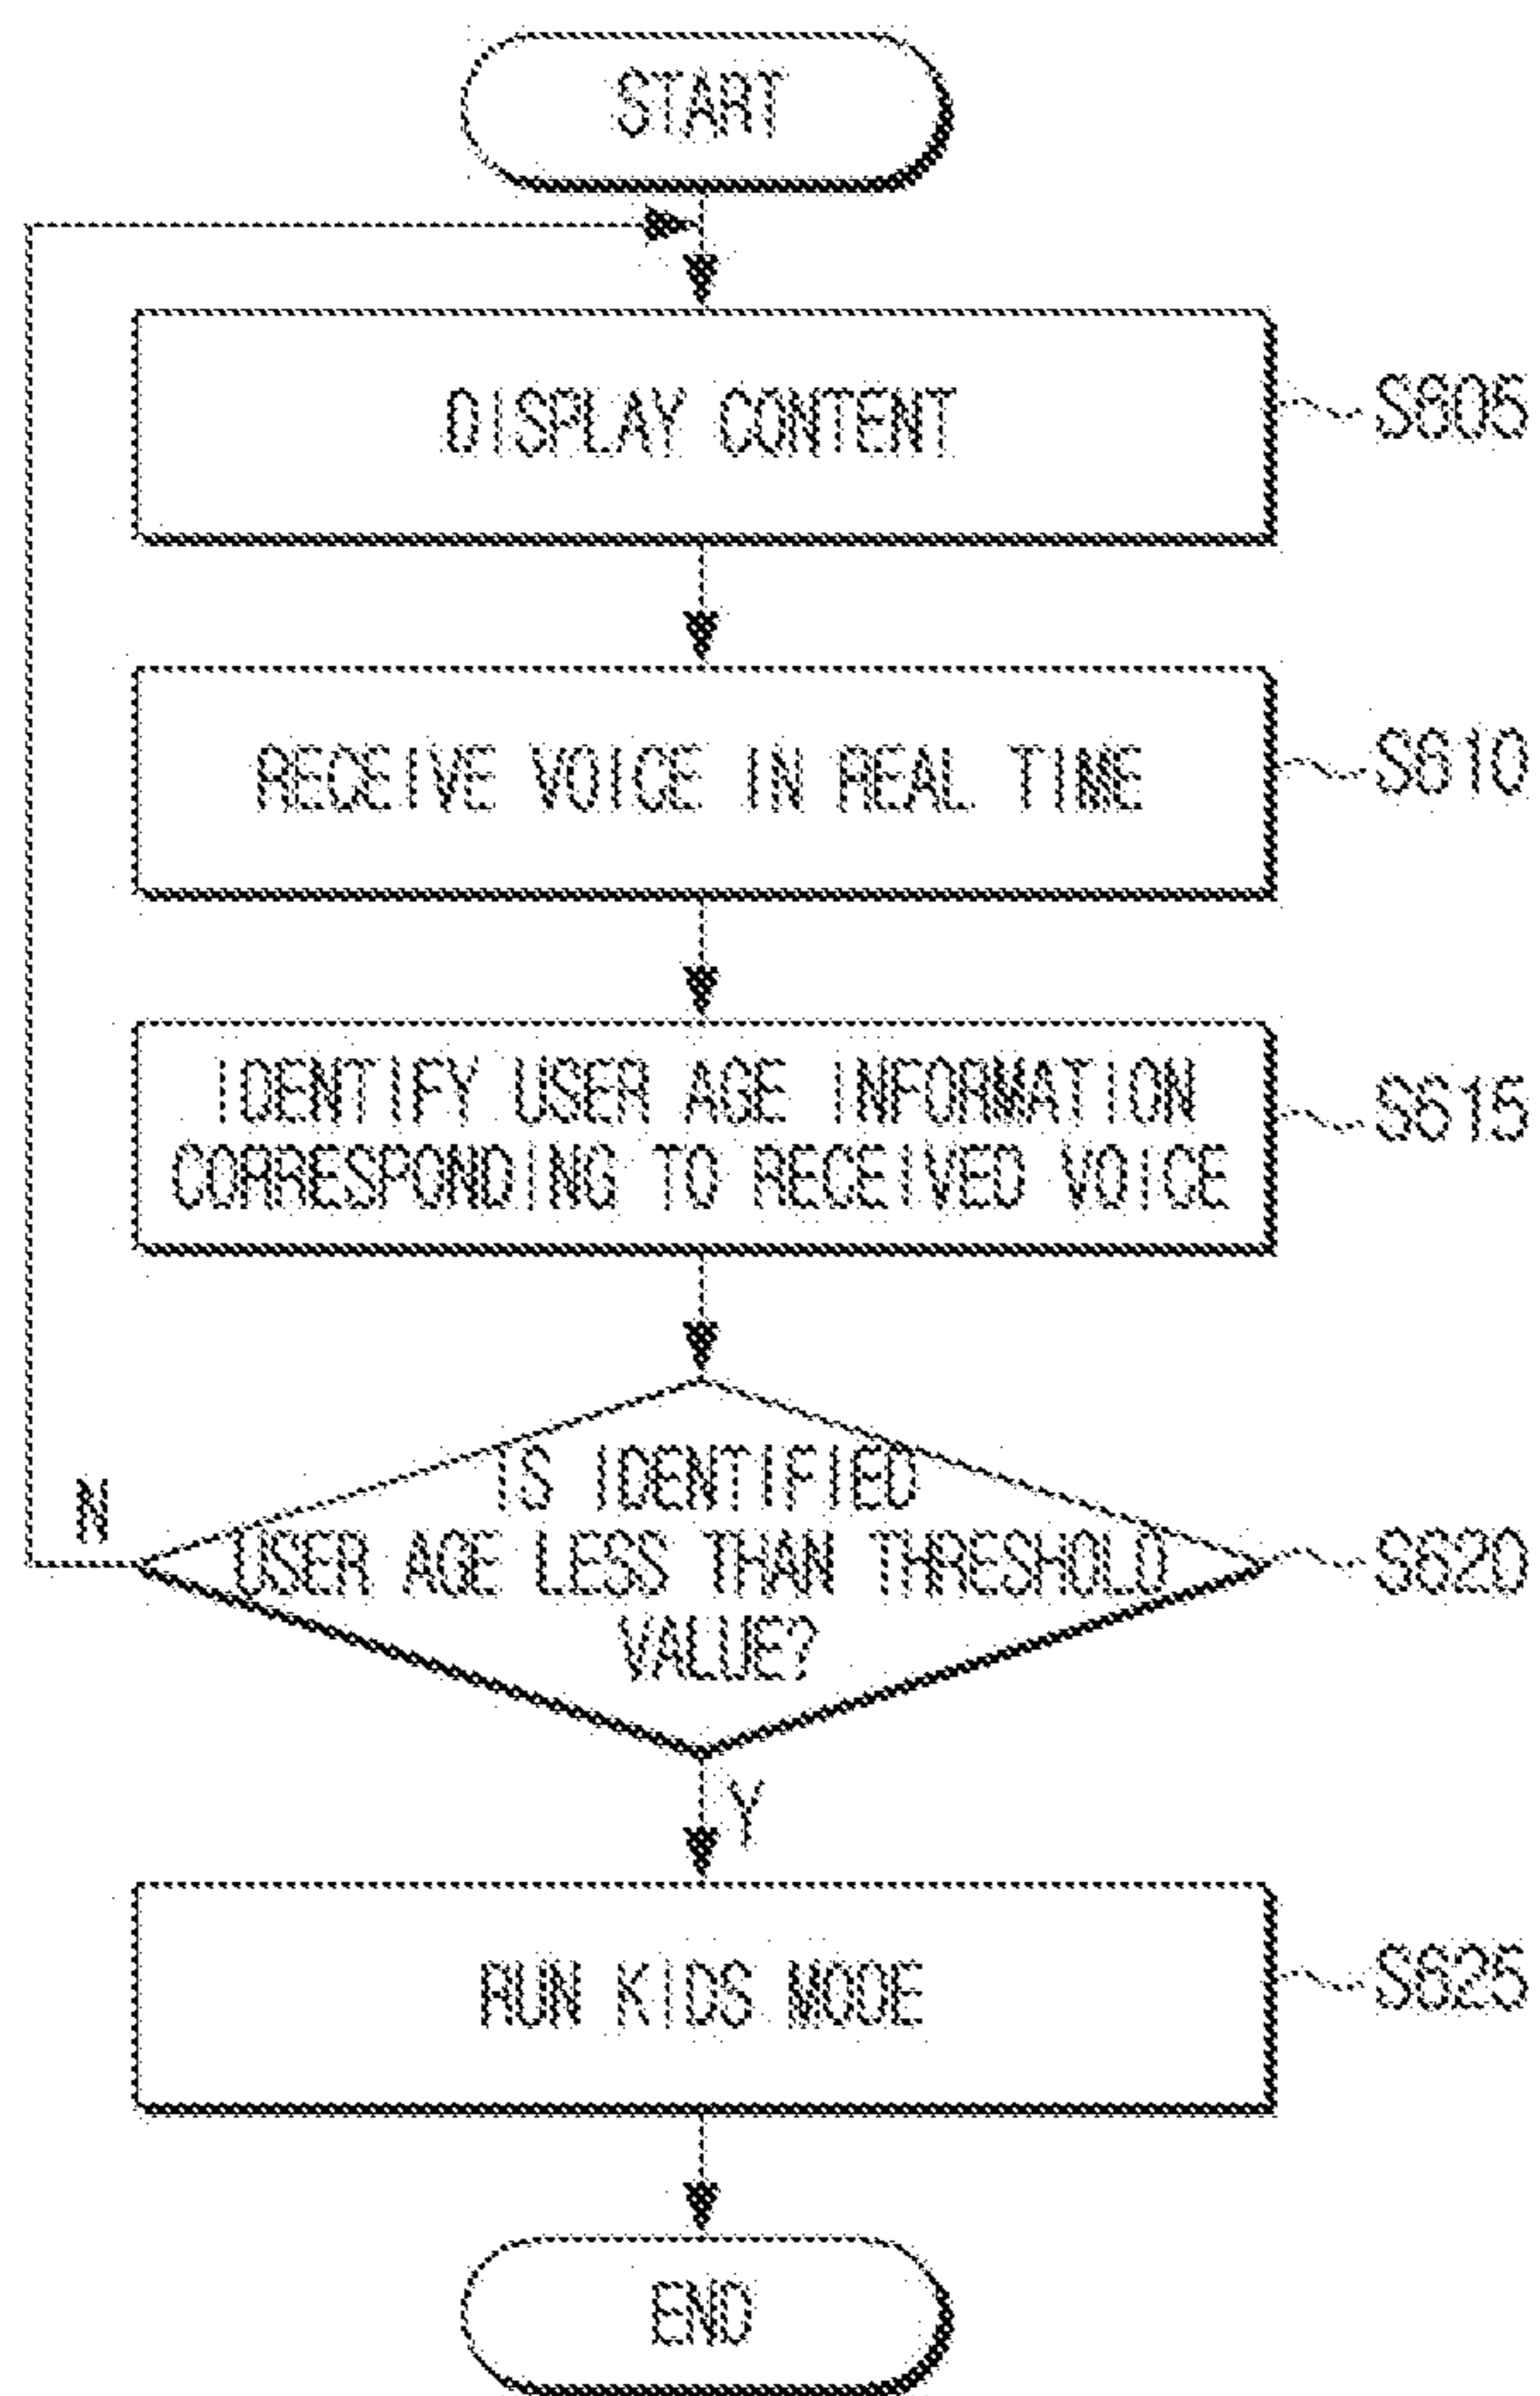 START
DISPLAY CONTENT
S605
RECEIVE VOICE IN REAL TIME
S610
IDENTIFY USER AGE INFORMATION
CORRESPONDING TO RECEIVED VOICE
S615
IS IDENTIFIED
USER AGE LESS THAN THRESHOLD
VALUE?
S620
N
Y
RUN KIDS MODE
S625
END